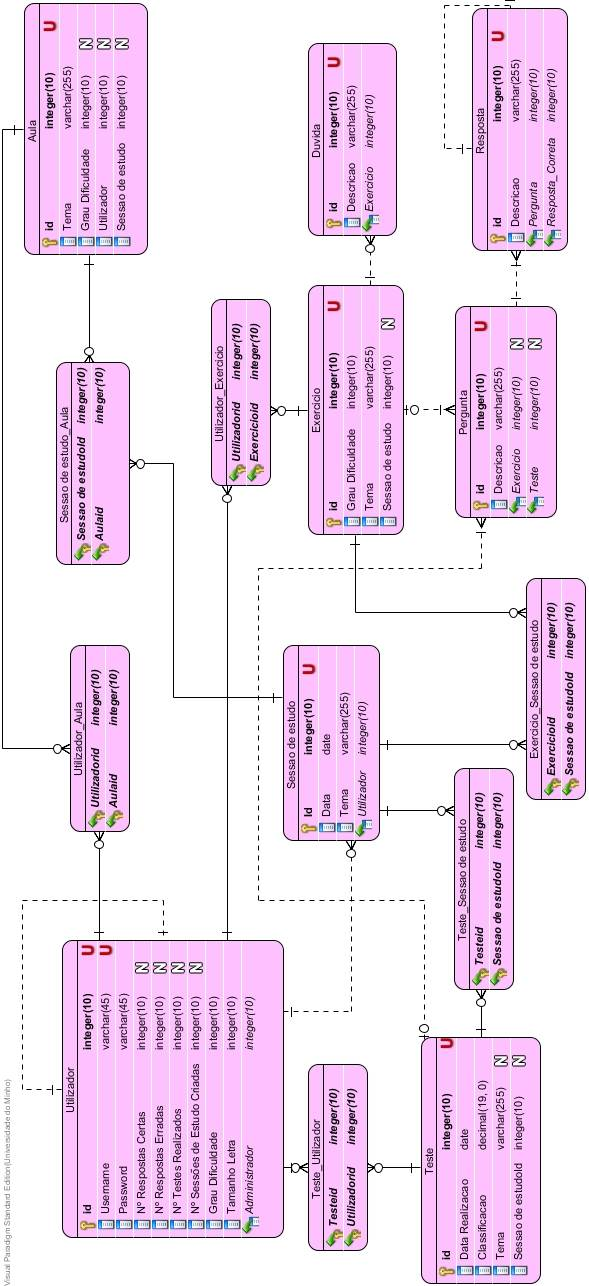 Visual Paradigm Standard Edition(Universidade do Minho)
Utilizador
id integer(10) U
Username varchar(45) U
Password varchar(45)
Nº Respostas Certas integer(10) N
Nº Respostas Erradas integer(10) N
Nº Testes Realizados integer(10) N
Nº Sessões de Estudo Criadas integer(10) N
Grau Dificuldade integer(10)
Tamanho Letra integer(10)
Administrador integer(10)
Utilizador_Aula
Utilizadorid integer(10)
Aulaid integer(10)
Sessao de estudo_Aula
Sessao de estudoId integer(10)
Aulaid integer(10)
Aula
id integer(10) U
Tema varchar(255)
Grau Dificuldade integer(10) N
Utilizador integer(10) N
Sessao de estudo integer(10) N
Teste_Utilizador
Testeid integer(10)
Utilizadorid integer(10)
Sessao de estudo
Id integer(10) U
Data date
Tema varchar(255)
Utilizador integer(10)
Utilizador_Exercicio
Utilizadorid integer(10)
Exercicioid integer(10)
Exercicio
id integer(10) U
Grau Dificuldade integer(10)
Tema varchar(255)
Sessao de estudo integer(10) N
Duvida
id integer(10) U
Descricao varchar(255)
Exercicio integer(10)
Teste
id integer(10) U
Data Realizacao date
Classificacao decimal(19, 0)
Tema varchar(255) N
Sessao de estudoId integer(10) N
Teste_Sessao de estudo
Testeid integer(10)
Sessao de estudoId integer(10)
Exercicio_Sessao de estudo
Exercicioid integer(10)
Sessao de estudoId integer(10)
Pergunta
id integer(10) U
Descricao varchar(255)
Exercicio integer(10) N
Teste integer(10) N
Resposta
id integer(10) U
Descricao varchar(255)
Pergunta integer(10)
Resposta_Correta integer(10)